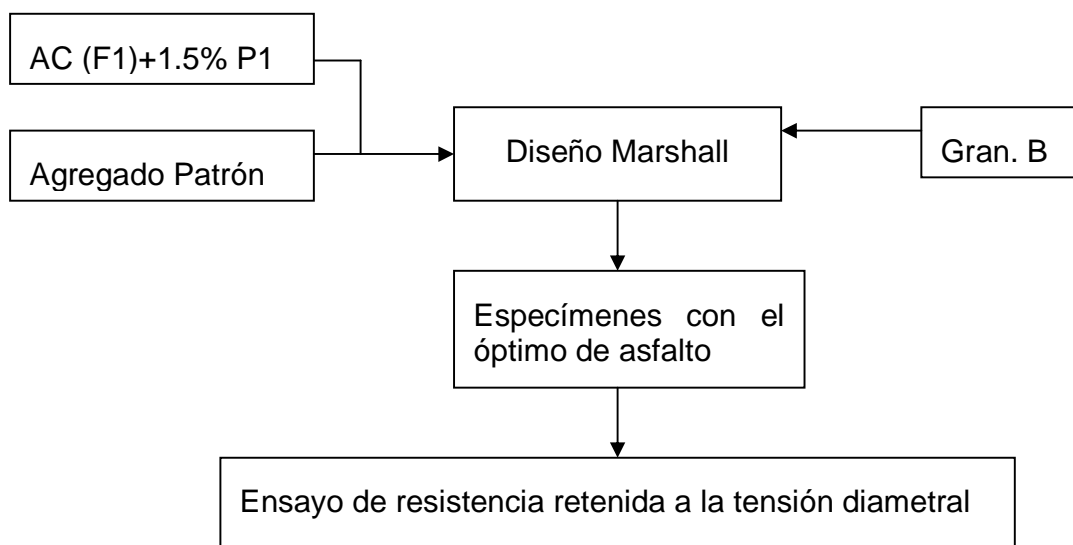 AC (F1)+1.5% P1
Agregado Patrón
Diseño Marshall
Gran. B
Especímenes con el
óptimo de asfalto
Ensayo de resistencia retenida a la tensión diametral